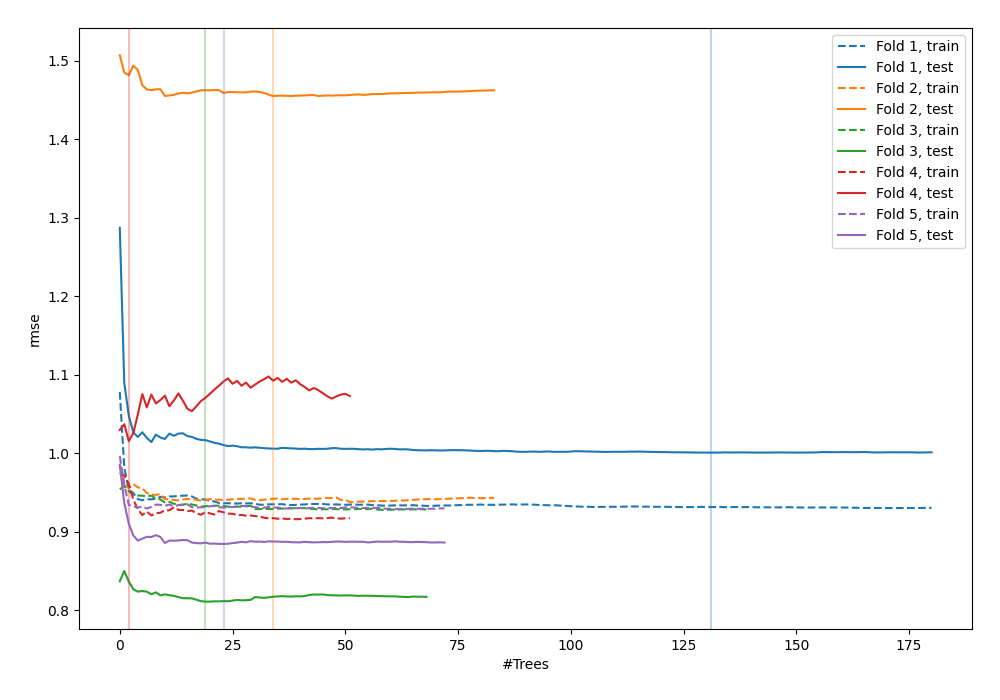 1.5
1.4
1.3
1.2
1.1
1.0
0.9
0.8
rmse
0
25
50
75
100
125
150
175
#Trees
Fold 1, train
Fold 1, test
Fold 2, train
Fold 2, test
Fold 3, train
Fold 3, test
Fold 4, train
Fold 4, test
Fold 5, train
Fold 5, test